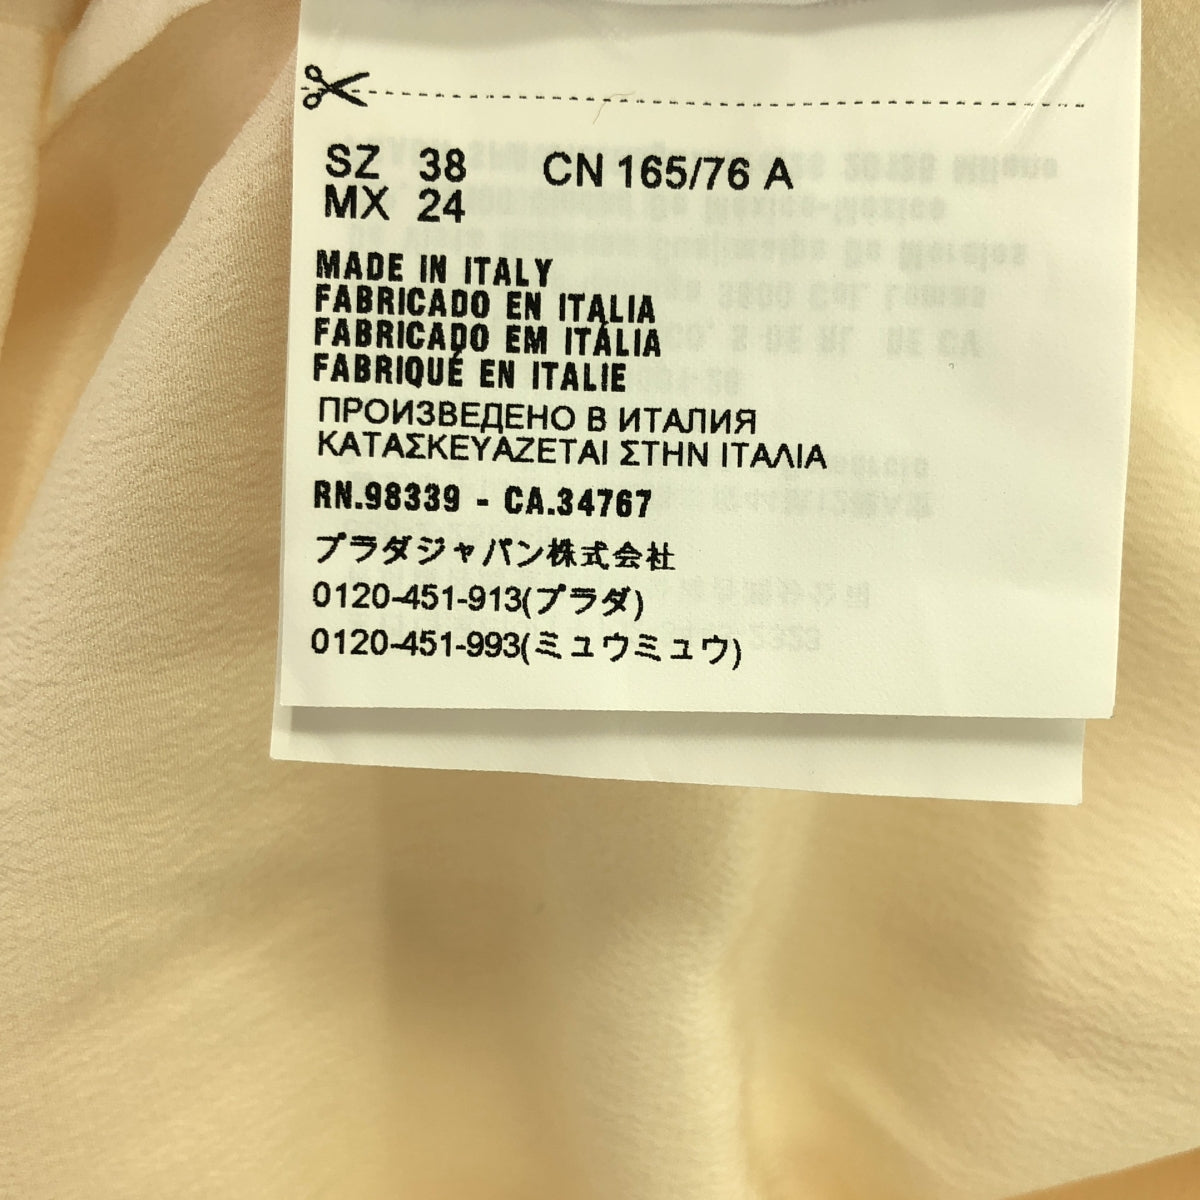 SZ 38 CN 165/76 A
MX 24
MADE IN ITALY
FABRICADO EN ITALIA
FABRICADO EM ITÁLIA
FABRIQUÉ EN ITALIE
ПРОИЗВЕДЕНО В ИТАЛИЯ
ΚΑΤΑΣΚΕΥΑΖΕΤΑΙ ΣΤΗΝ ΙΤΑΛΙΑ
RN.98339 - CA.34767
プラダジャパン株式会社
0120-451-913(プラダ)
0120-451-993(ミュウミュウ)